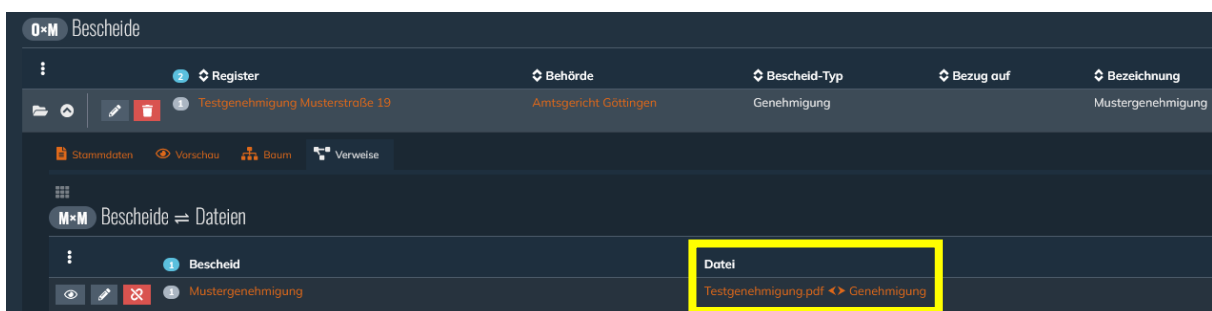 O×M Bescheide
2 Register Behörde Bescheid-Typ Bezug auf Bezeichnung
1 Testgenehmigung Musterstraße 19 Amtsgericht Göttingen Genehmigung Mustergenehmigung
Stammdaten Vorschau Baum Verweise
M×M Bescheide ⇌ Dateien
1 Bescheid Datei
1 Mustergenehmigung Testgenehmigung.pdf <> Genehmigung